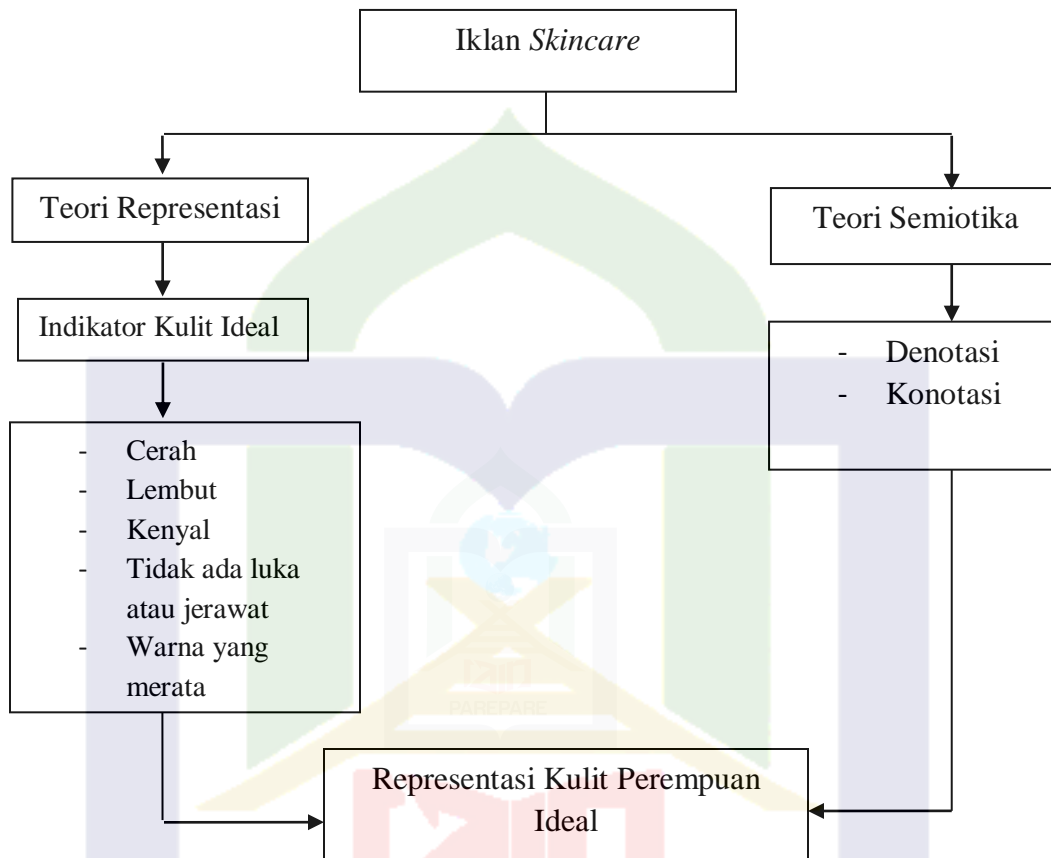 Iklan Skincare
Teori Representasi
Teori Semiotika
Indikator Kulit Ideal
- Denotasi
- Konotasi
- Cerah
- Lembut
- Kenyal
- Tidak ada luka
atau jerawat
- Warna yang
merata
PAREPARE
Representasi Kulit Perempuan
Ideal